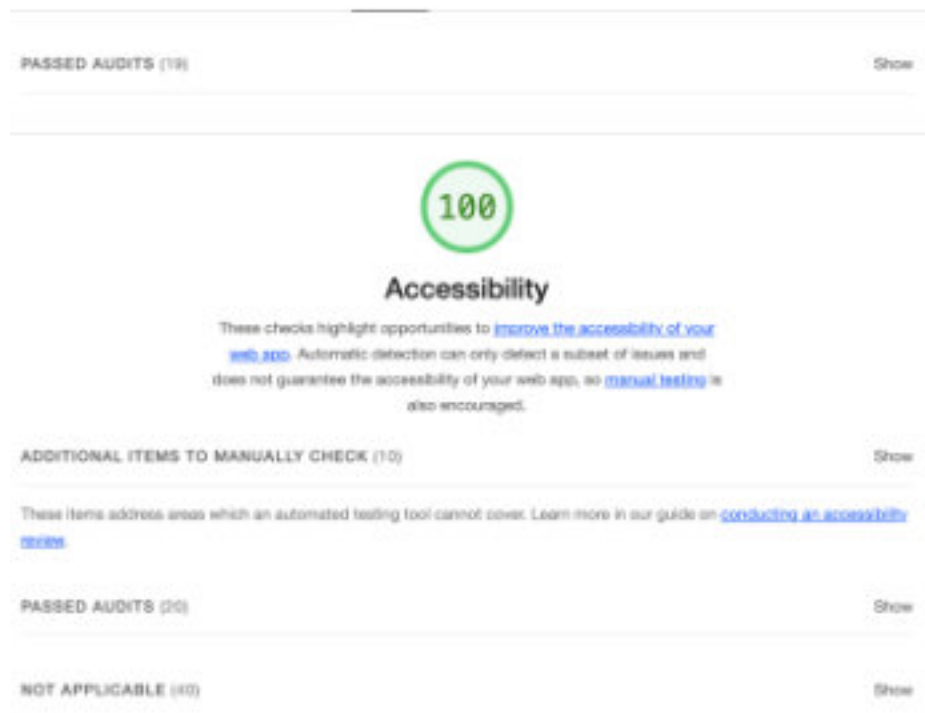 PASSED AUDITS (19)
Show
100
Accessibility
These checks highlight opportunities to improve the accessibility of your
web app. Automatic detection can only detect a subset of issues and
does not guarantee the accessibility of your web app, so manual testing is
also encouraged.
ADDITIONAL ITEMS TO MANUALLY CHECK (10)
Show
These items address areas which an automated testing tool cannot cover. Learn more in our guide on conducting an accessibility
review.
PASSED AUDITS (20)
Show
NOT APPLICABLE (40)
Show